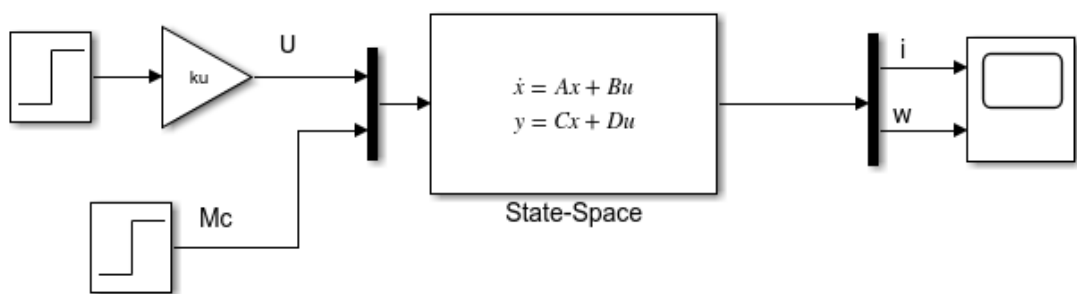 U
ku
Mc
ẋ = Ax + Bu
y = Cx + Du
State-Space
i
w